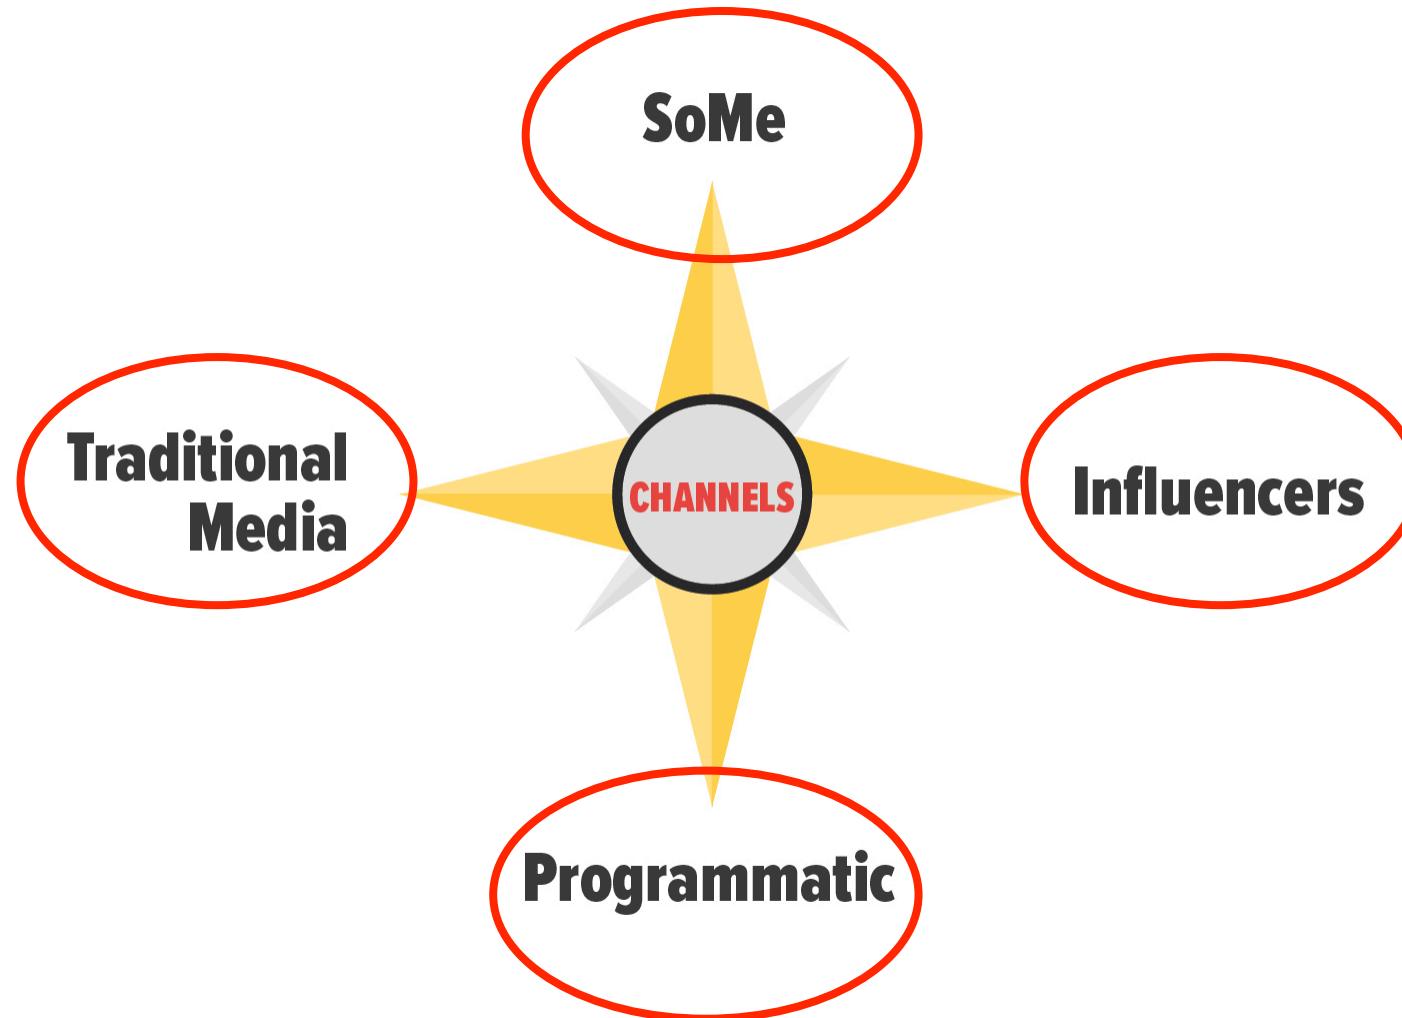 SoMe
Traditional
Media
CHANNELS
Influencers
Programmatic